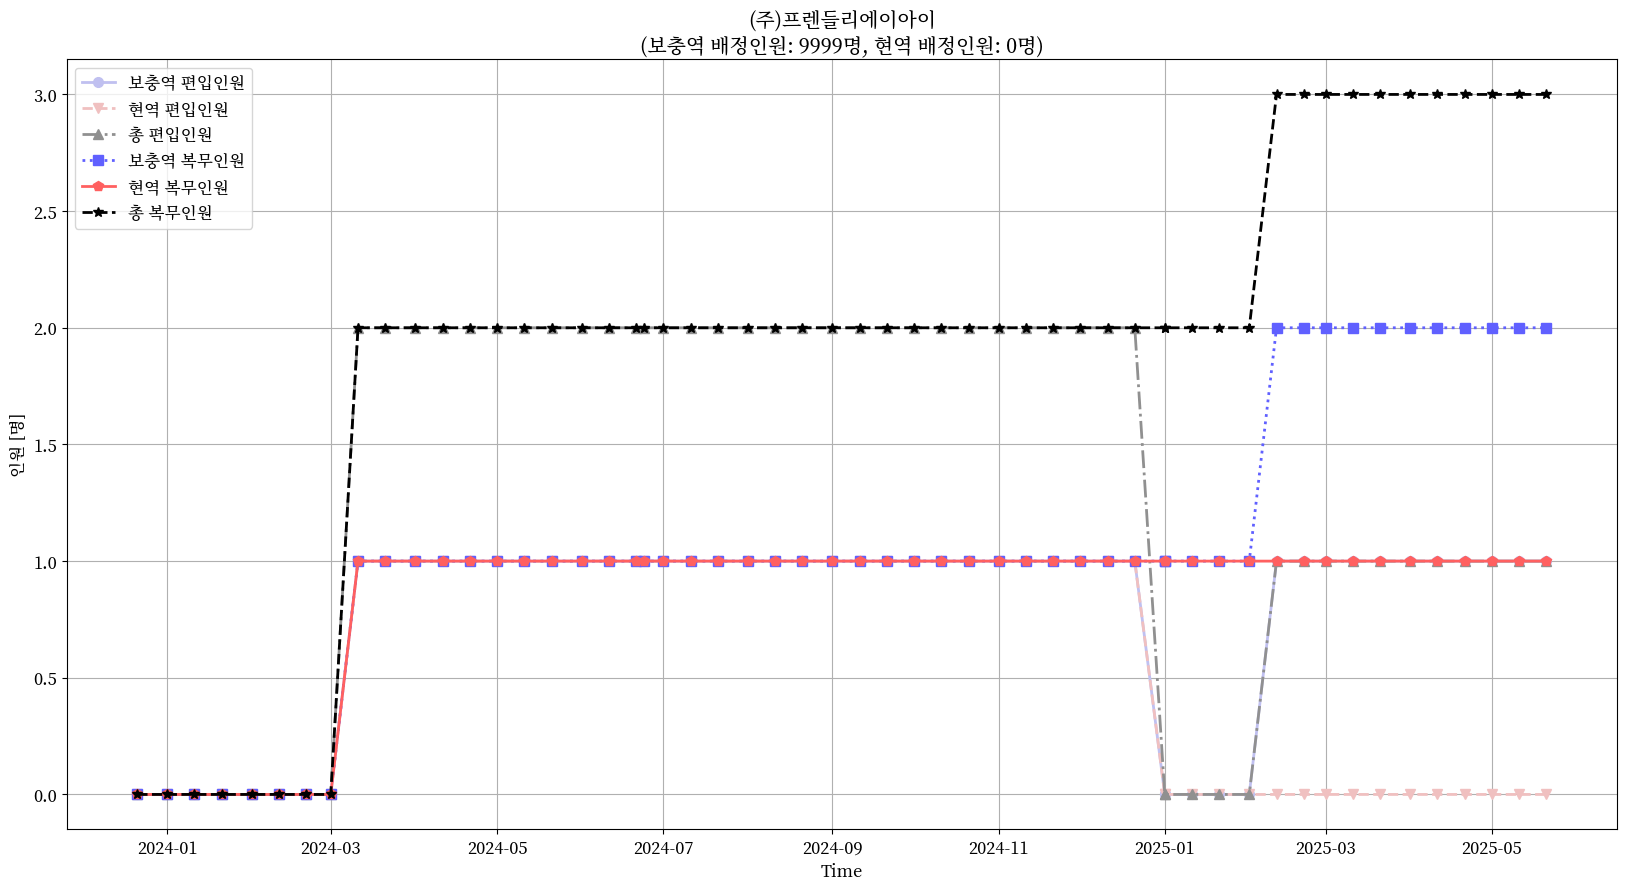 (주)프렌들리에이아이
(보충역 배정인원: 9999명, 현역 배정인원: 0명)
보충역 편입인원
현역 편입인원
총 편입인원
보충역 복무인원
현역 복무인원
총 복무인원
3.0
2.5
2.0
1.5
1.0
0.5
0.0
인원 [명]
2024-01
2024-03
2024-05
2024-07
2024-09
2024-11
2025-01
2025-03
2025-05
Time